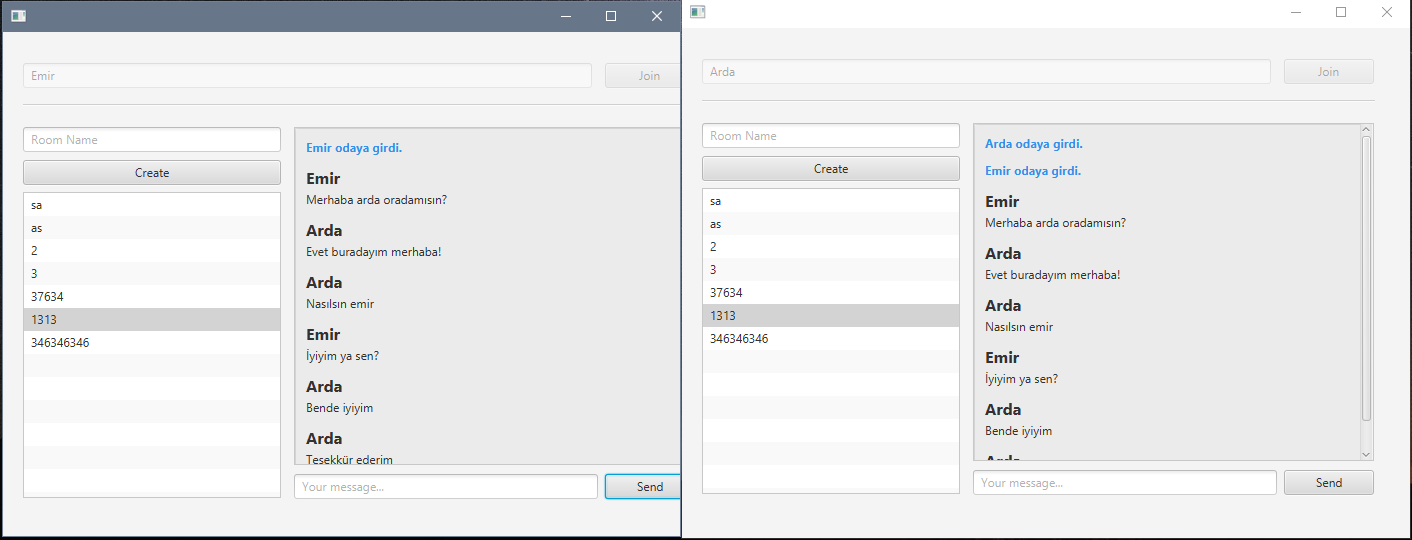 Emir
Join
Room Name
Create
sa
as
2
3
37634
1313
346346346
Emir odaya girdi.
Emir
Merhaba arda oradamısın?
Arda
Evet buradayım merhaba!
Arda
Nasılsın emir
Emir
İyiyim ya sen?
Arda
Bende iyiyim
Arda
Teşekkür ederim
Your message...
Send
Arda
Join
Room Name
Create
sa
as
2
3
37634
1313
346346346
Arda odaya girdi.
Emir odaya girdi.
Emir
Merhaba arda oradamısın?
Arda
Evet buradayım merhaba!
Arda
Nasılsın emir
Emir
İyiyim ya sen?
Arda
Bende iyiyim
Arda
Your message...
Send